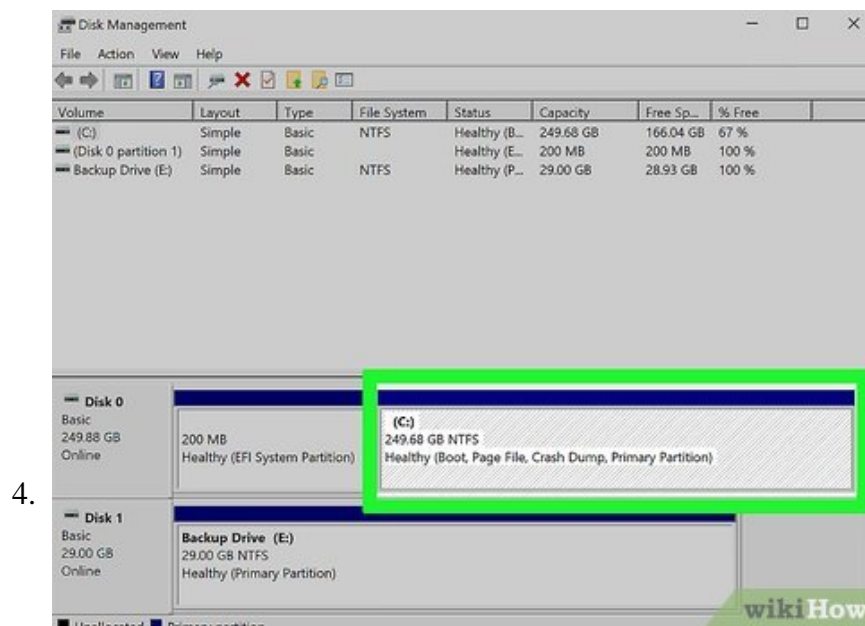 Disk Management
File Action View Help
Volume Layout Type File System Status Capacity Free Sp... % Free
(C:) Simple Basic NTFS Healthy (B... 249.68 GB 166.04 GB 67 %
(Disk 0 partition 1) Simple Basic Healthy (E... 200 MB 200 MB 100 %
Backup Drive (E:) Simple Basic NTFS Healthy (P... 29.00 GB 28.93 GB 100 %
Disk 0
Basic
249.88 GB
Online
200 MB
Healthy (EFI System Partition)
(C:)
249.68 GB NTFS
Healthy (Boot, Page File, Crash Dump, Primary Partition)
4.
Disk 1
Basic
29.00 GB
Online
Backup Drive (E:)
29.00 GB NTFS
Healthy (Primary Partition)
Unallocated Primary partition
wikiHow